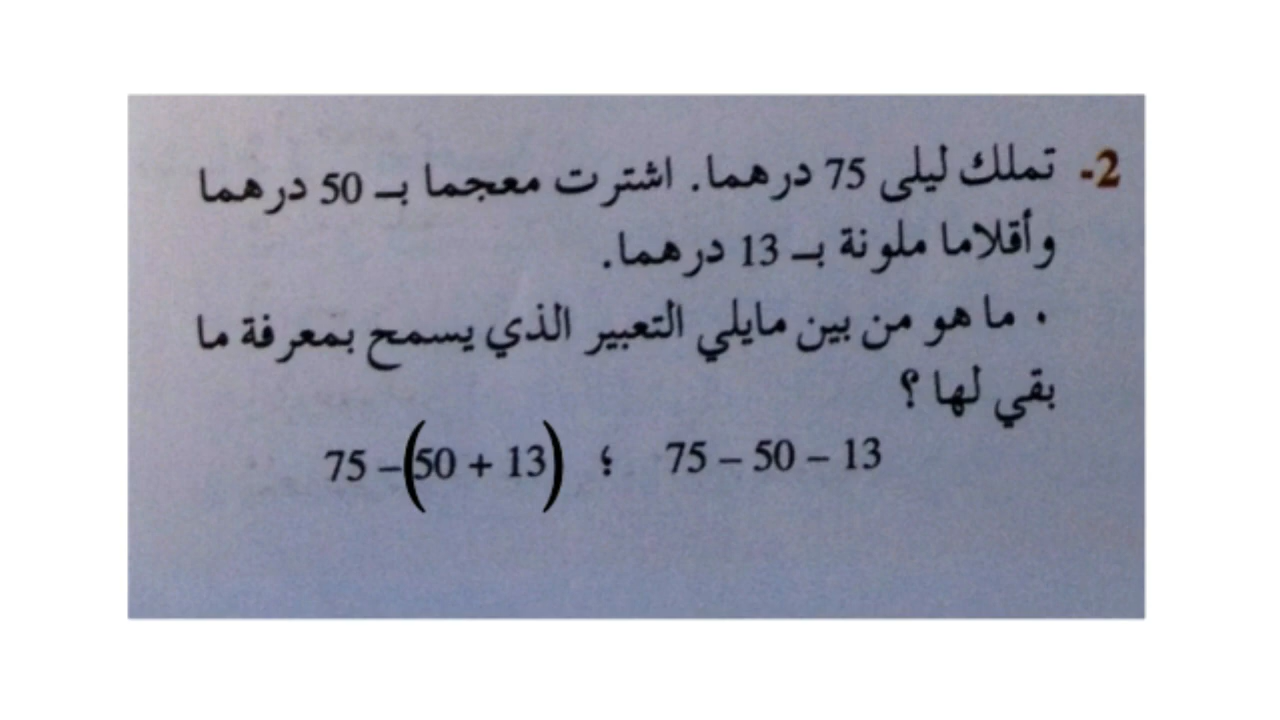 2- تملك ليلى 75 درهما. اشترت معجما بـ 50 درهما
وأقلاما ملونة بـ 13 درهما.
• ما هو من بين مايلي التعبير الذي يسمح بمعرفة ما
بقي لها ؟
75 – 50 – 13 ؛ 75 –(50 + 13)